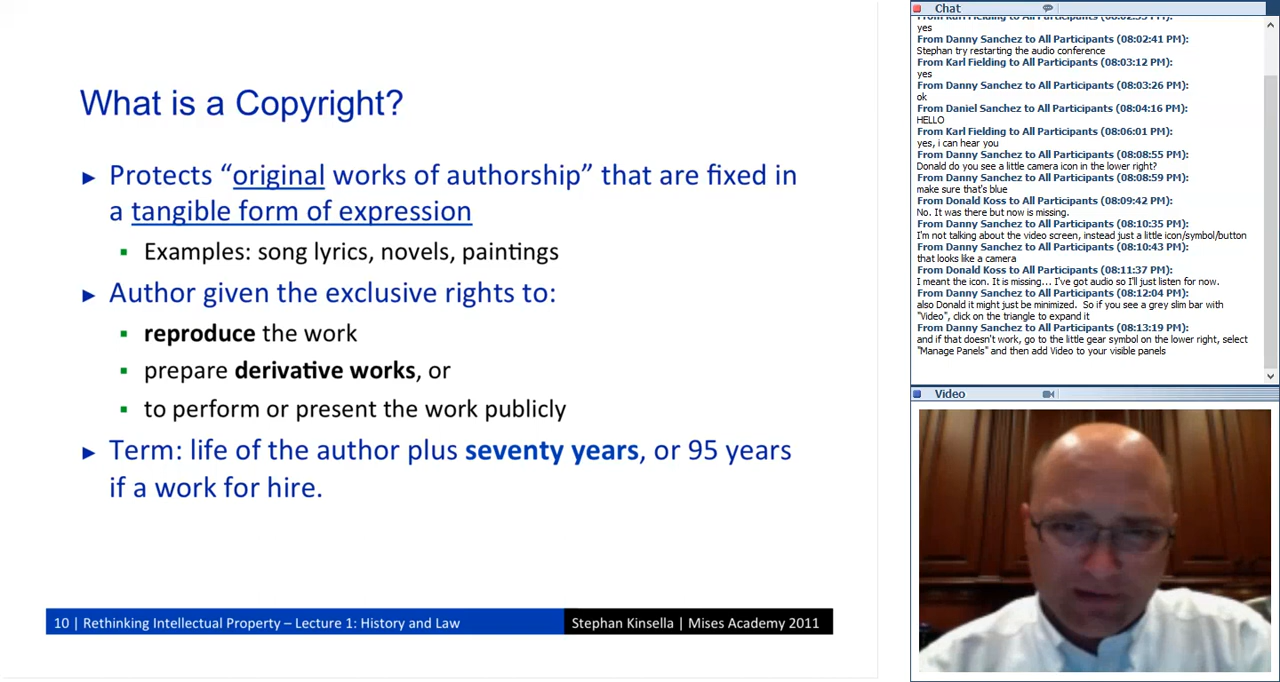 What is a Copyright?
► Protects “original works of authorship” that are fixed in
a tangible form of expression
▪ Examples: song lyrics, novels, paintings
► Author given the exclusive rights to:
▪ reproduce the work
▪ prepare derivative works, or
▪ to perform or present the work publicly
► Term: life of the author plus seventy years, or 95 years
if a work for hire.
10 | Rethinking Intellectual Property – Lecture 1: History and Law
Stephan Kinsella | Mises Academy 2011
Chat
From Karl Fielding to All Participants
yes
From Danny Sanchez to All Participants (08:02:41 PM):
Stephan try restarting the audio conference
From Karl Fielding to All Participants (08:03:12 PM):
yes
From Danny Sanchez to All Participants (08:03:26 PM):
ok
From Daniel Sanchez to All Participants (08:04:16 PM):
HELLO
From Karl Fielding to All Participants (08:06:01 PM):
yes, i can hear you
From Danny Sanchez to All Participants (08:08:55 PM):
Donald do you see a little camera icon in the lower right?
From Danny Sanchez to All Participants (08:08:59 PM):
make sure that's blue
From Donald Koss to All Participants (08:09:42 PM):
No. It was there but now is missing.
From Danny Sanchez to All Participants (08:10:35 PM):
I'm not talking about the video screen, instead just a little icon/symbol/button
From Danny Sanchez to All Participants (08:10:43 PM):
that looks like a camera
From Donald Koss to All Participants (08:11:37 PM):
I meant the icon. It is missing... I've got audio so I'll just listen for now.
From Danny Sanchez to All Participants (08:12:04 PM):
also Donald it might just be minimized. So if you see a grey slim bar with
"Video", click on the triangle to expand it
From Danny Sanchez to All Participants (08:13:19 PM):
and if that doesn't work, go to the little gear symbol on the lower right, select
"Manage Panels" and then add Video to your visible panels
Video